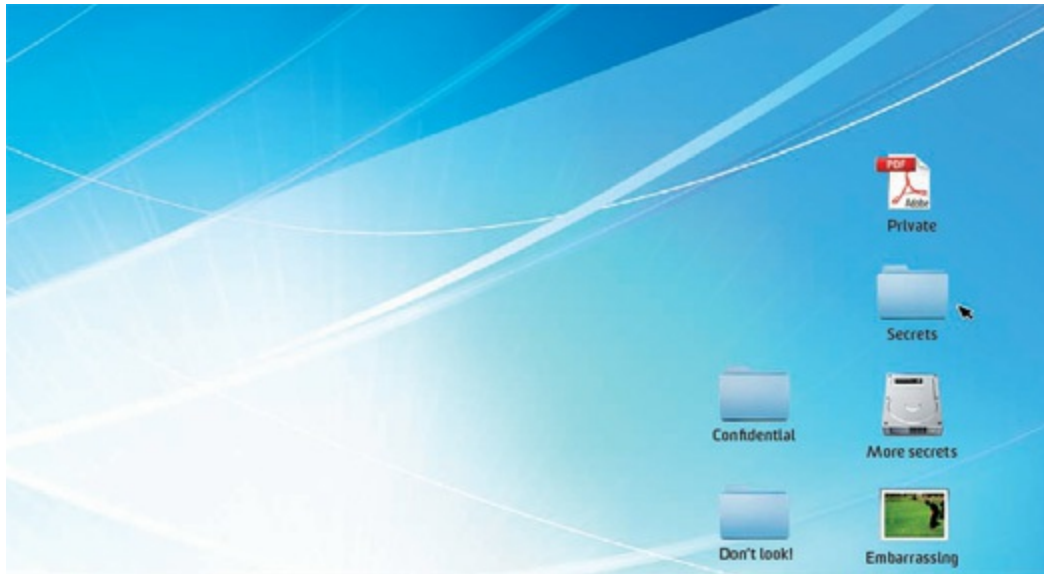 PDF
Adobe
Private
Secrets
Confidential
More secrets
Don't look!
Embarrassing